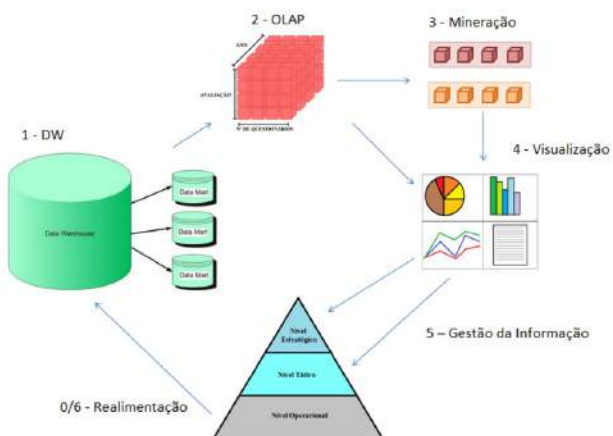 2 - OLAP
3 - Mineração
ANO
AVALIAÇÃO
Nº DE QUESTIONÁRIOS
1 - DW
4 - Visualização
Data Warehouse
Data Mart
Data Mart
Data Mart
5 – Gestão da Informação
Nível
Estratégico
Nível Tático
0/6 - Realimentação
Nível Operacional